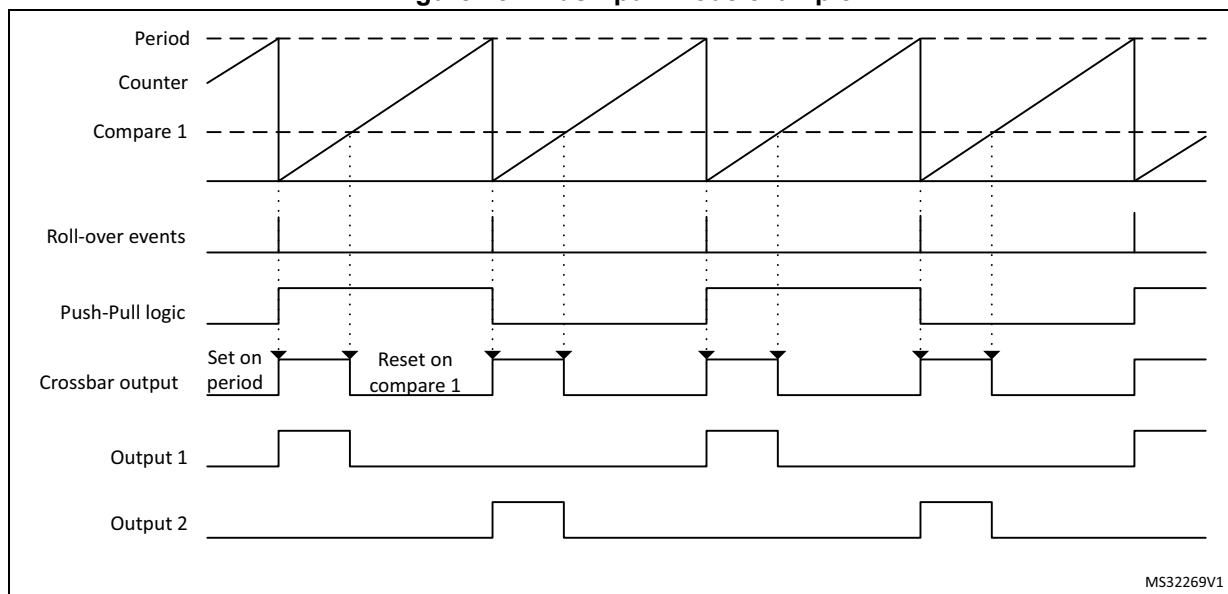 Period
Counter
Compare 1
Roll-over events
Push-Pull logic
Crossbar output
Set on
period
Reset on
compare 1
Output 1
Output 2
MS32269V1